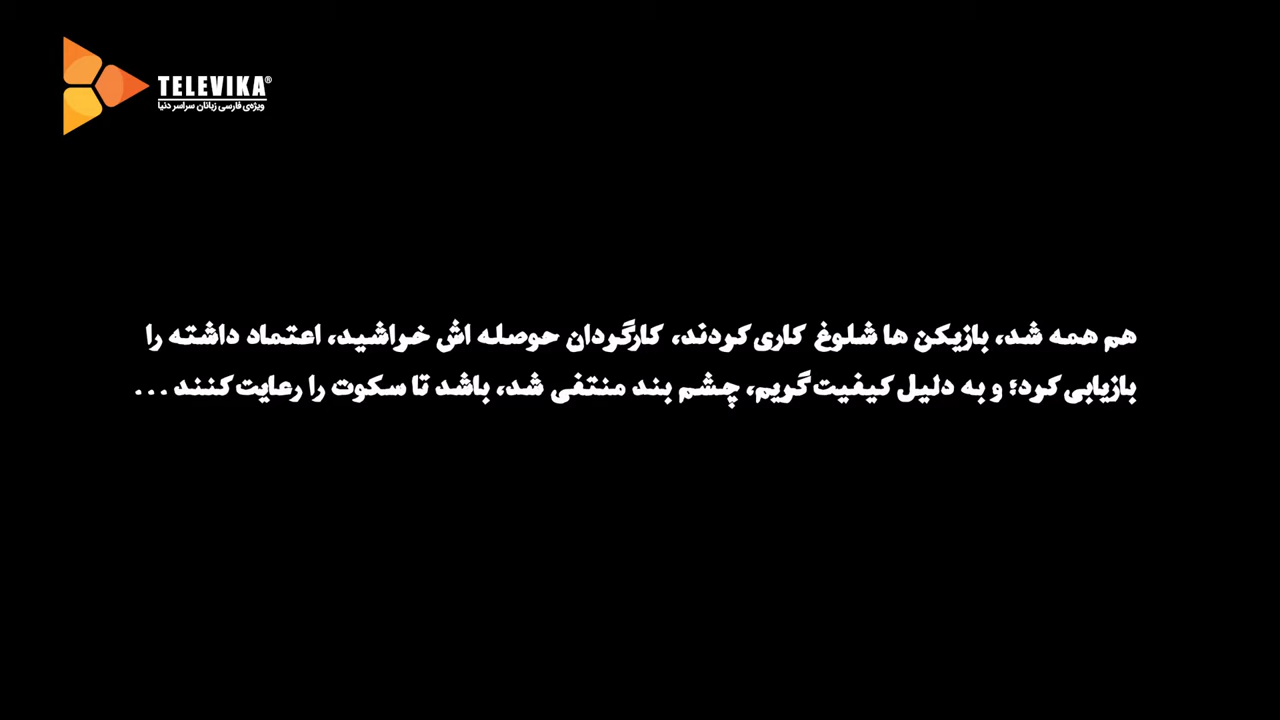 TELEVIKA®
ویژه‌ی فارسی زبانان سراسر دنیا
هم همه شد، بازیکن ها شلوغ کاری کردند، کارگردان حوصله اش خراشید، اعتماد داشته را
بازیابی کرد؛ و به دلیل کیفیت گریم، چشم بند منتفی شد، باشد تا سکوت را رعایت کنند ...